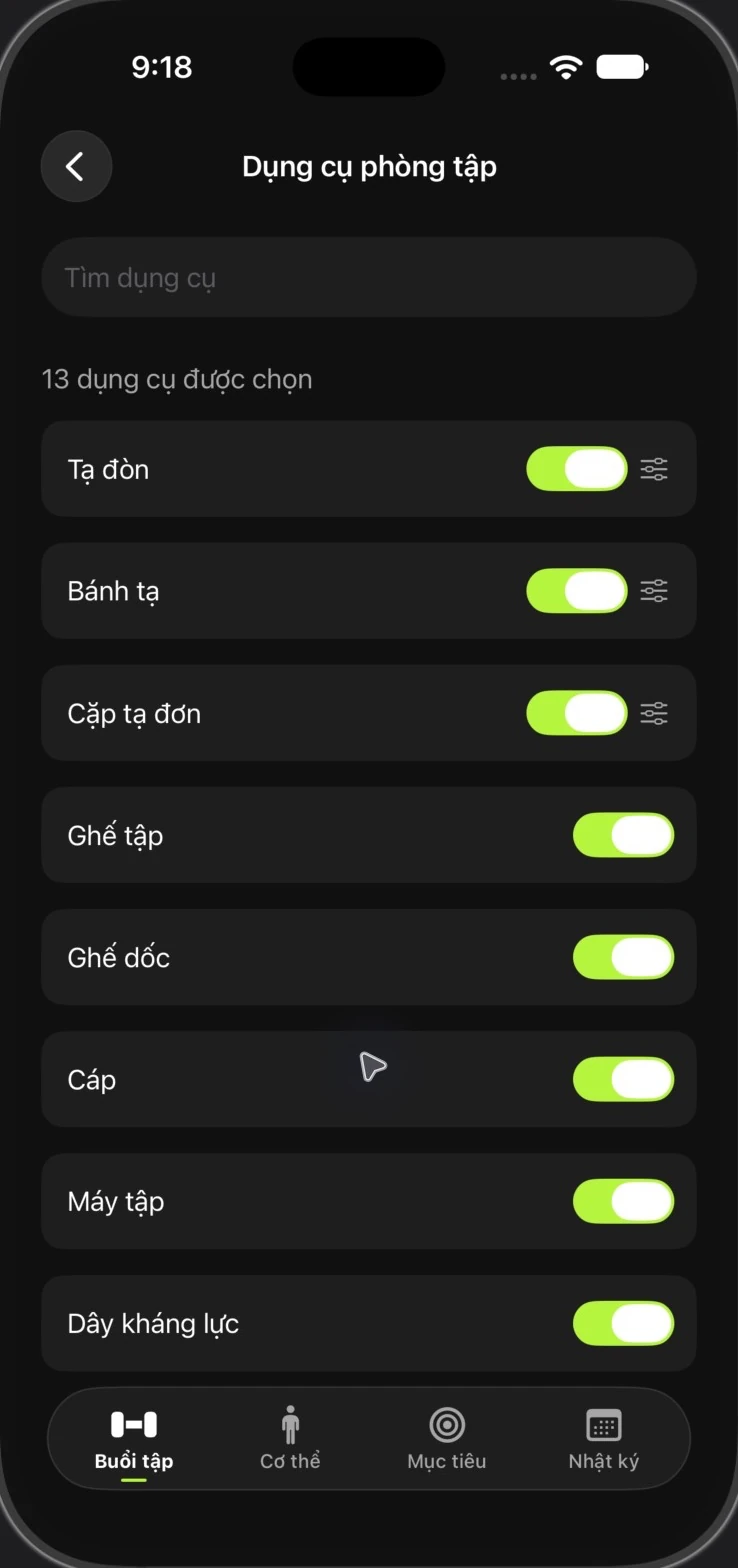 9:18
Dụng cụ phòng tập
Tìm dụng cụ
13 dụng cụ được chọn
Tạ đòn
Bánh tạ
Cặp tạ đơn
Ghế tập
Ghế dốc
Cáp
Máy tập
Dây kháng lực
Buổi tập
Cơ thể
Mục tiêu
Nhật ký